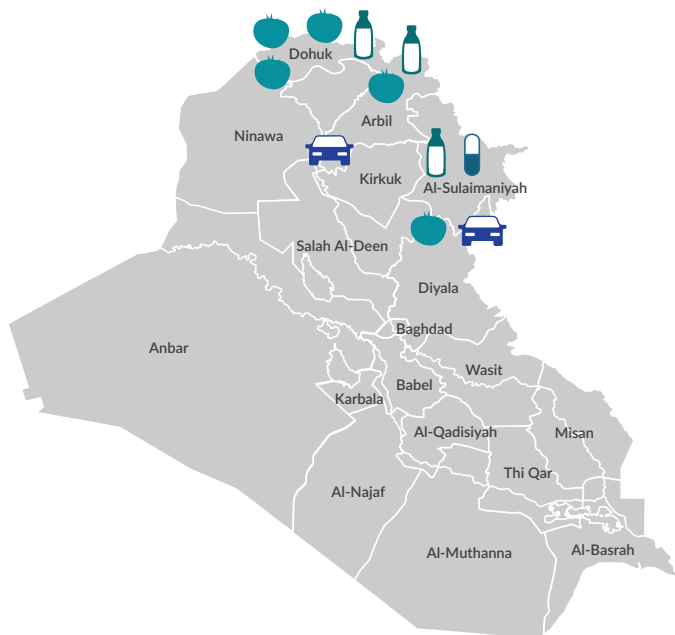 Dohuk
Arbil
Ninawa
Kirkuk
Al-Sulaimaniyah
Salah Al-Deen
Diyala
Baghdad
Anbar
Wasit
Babel
Karbala
Al-Qadisiyah
Misan
Thi Qar
Al-Najaf
Al-Muthanna
Al-Basrah